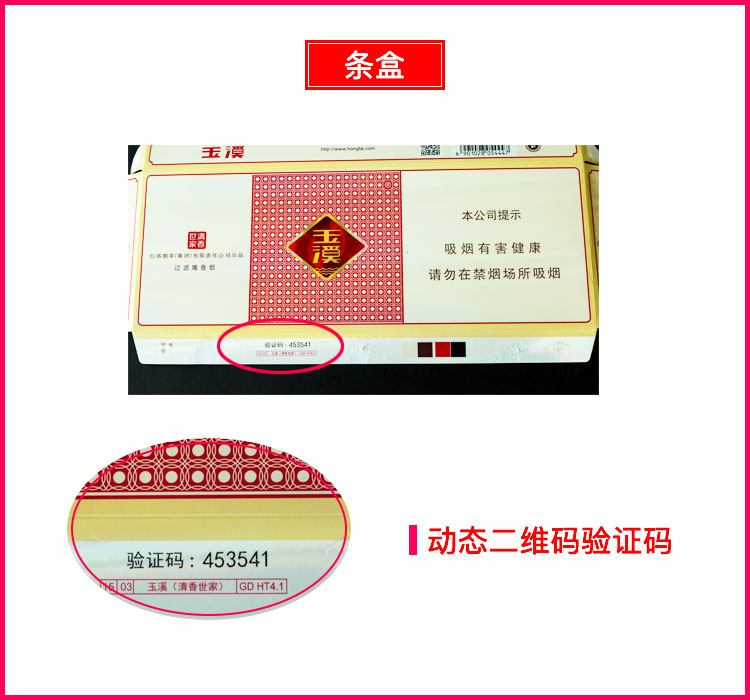 条盒
玉溪
http://www.hongta.com
6 901028 054447
清香
世家
红塔烟草(集团)有限责任公司出品
过滤嘴香烟
玉溪
本公司提示
吸烟有害健康
请勿在禁烟场所吸烟
验证码：453541
验证码：453541
15 03 玉溪（清香世家） GD HT4.1
动态二维码验证码